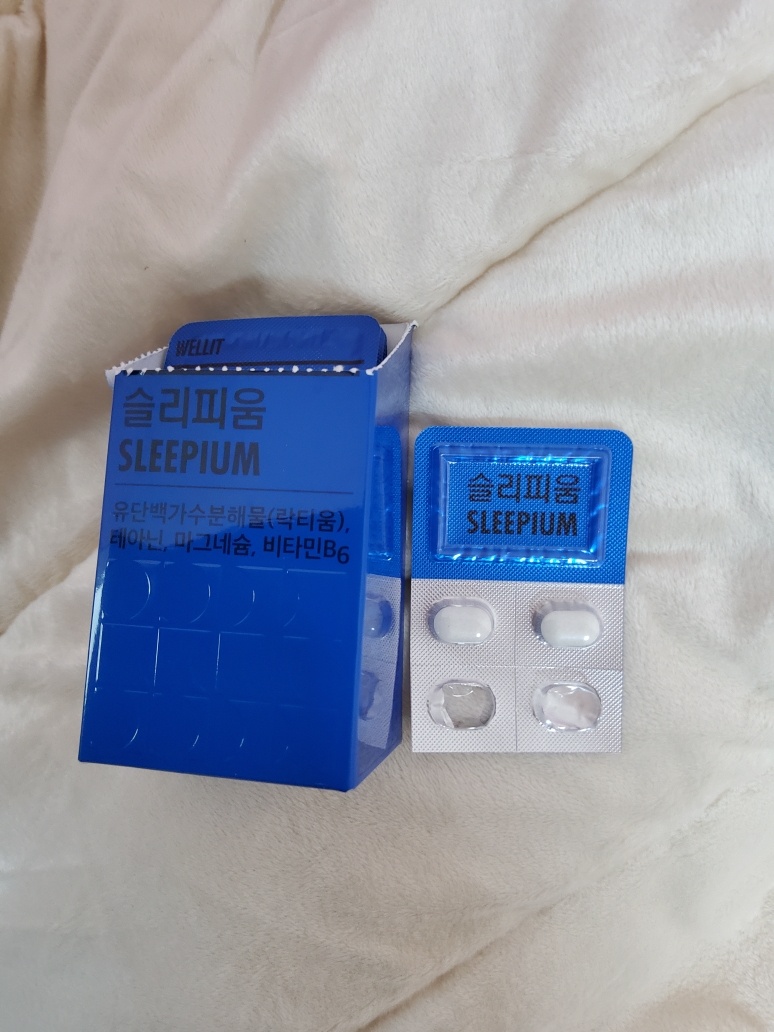 WELLIT
슬리피움
SLEEPIUM
유단백가수분해물(락티움),
테아닌, 마그네슘, 비타민B6
슬리피움
SLEEPIUM